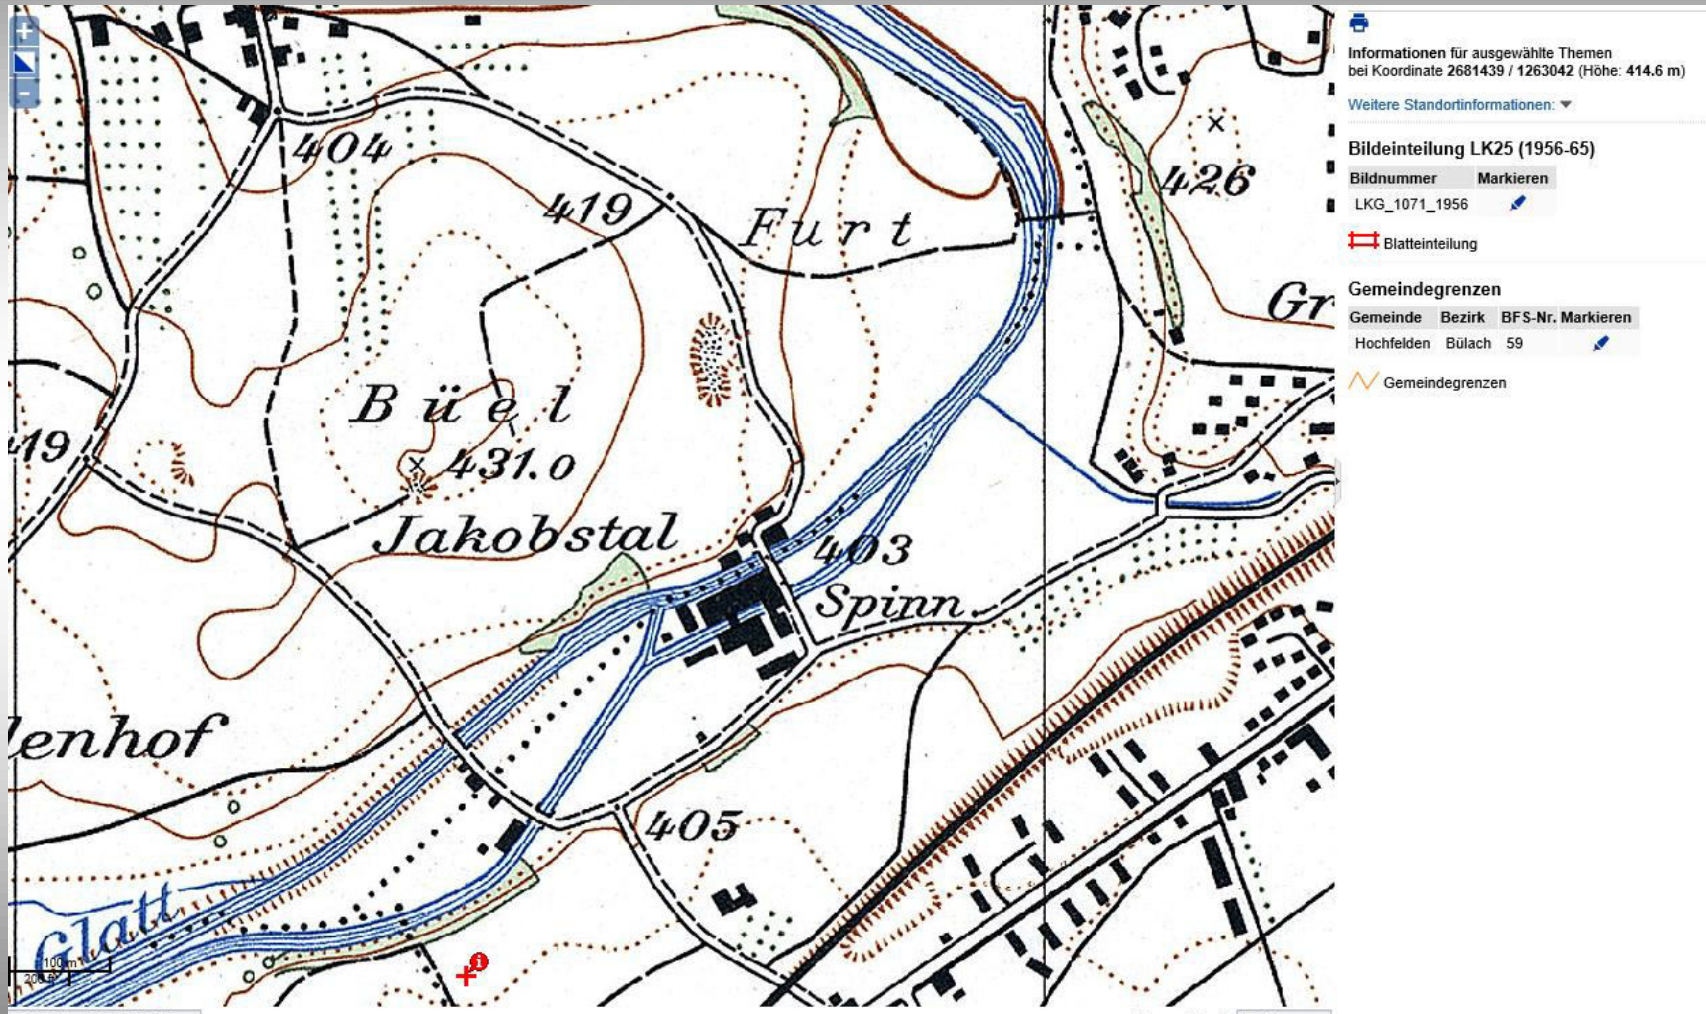 +
-
404
419
Furt
426
Gr
Büel
431.0
19
Jakobstal
403
Spinn.
lenhof
405
Glatt
100 m
i
Informationen für ausgewählte Themen
bei Koordinate 2681439 / 1263042 (Höhe: 414.6 m)
Weitere Standortinformationen:
Bildeinteilung LK25 (1956-65)
Bildnummer Markieren
LKG_1071_1956
Blatteinteilung
Gemeindegrenzen
Gemeinde Bezirk BFS-Nr. Markieren
Hochfelden Bülach 59
Gemeindegrenzen